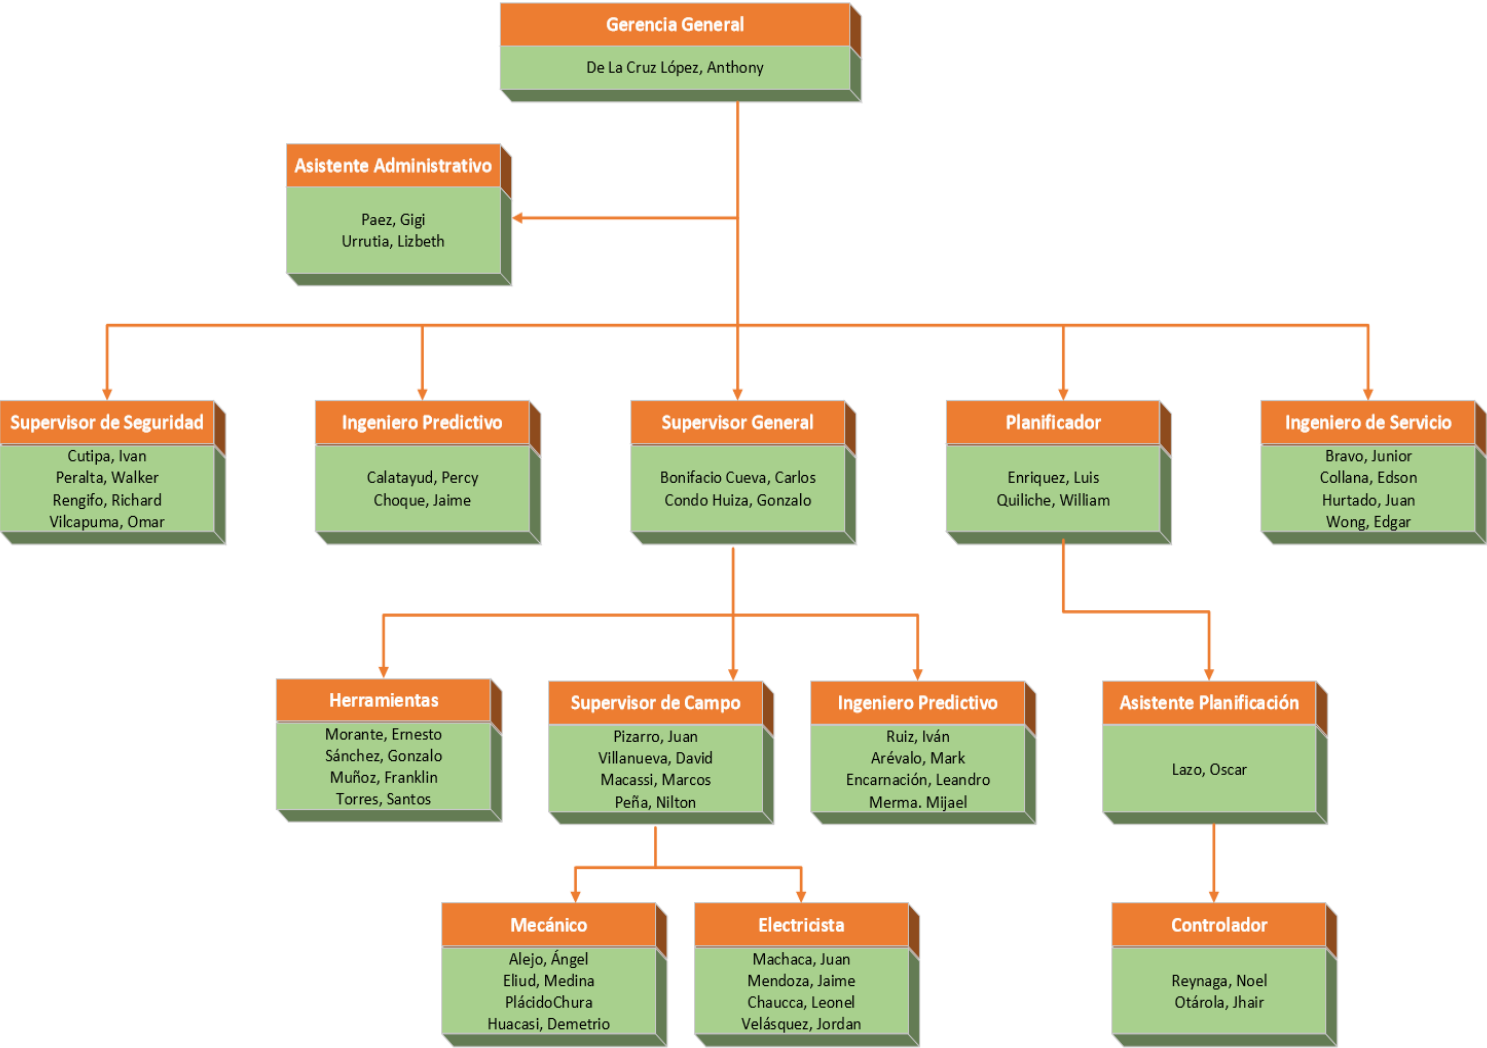 Gerencia General
De La Cruz López, Anthony
Asistente Administrativo
Paez, Gigi
Urrutia, Lizbeth
Supervisor de Seguridad
Cutipa, Ivan
Peralta, Walker
Rengifo, Richard
Vilcapuma, Omar
Ingeniero Predictivo
Calatayud, Percy
Choque, Jaime
Supervisor General
Bonifacio Cueva, Carlos
Condo Huiza, Gonzalo
Planificador
Enriquez, Luis
Quiliche, William
Ingeniero de Servicio
Bravo, Junior
Collana, Edson
Hurtado, Juan
Wong, Edgar
Herramientas
Morante, Ernesto
Sánchez, Gonzalo
Muñoz, Franklin
Torres, Santos
Supervisor de Campo
Pizarro, Juan
Villanueva, David
Macassi, Marcos
Peña, Nilton
Ingeniero Predictivo
Ruiz, Iván
Arévalo, Mark
Encarnación, Leandro
Merma. Mijael
Asistente Planificación
Lazo, Oscar
Mecánico
Alejo, Ángel
Eliud, Medina
PlácidoChura
Huacasi, Demetrio
Electricista
Machaca, Juan
Mendoza, Jaime
Chaucca, Leonel
Velásquez, Jordan
Controlador
Reynaga, Noel
Otárola, Jhair